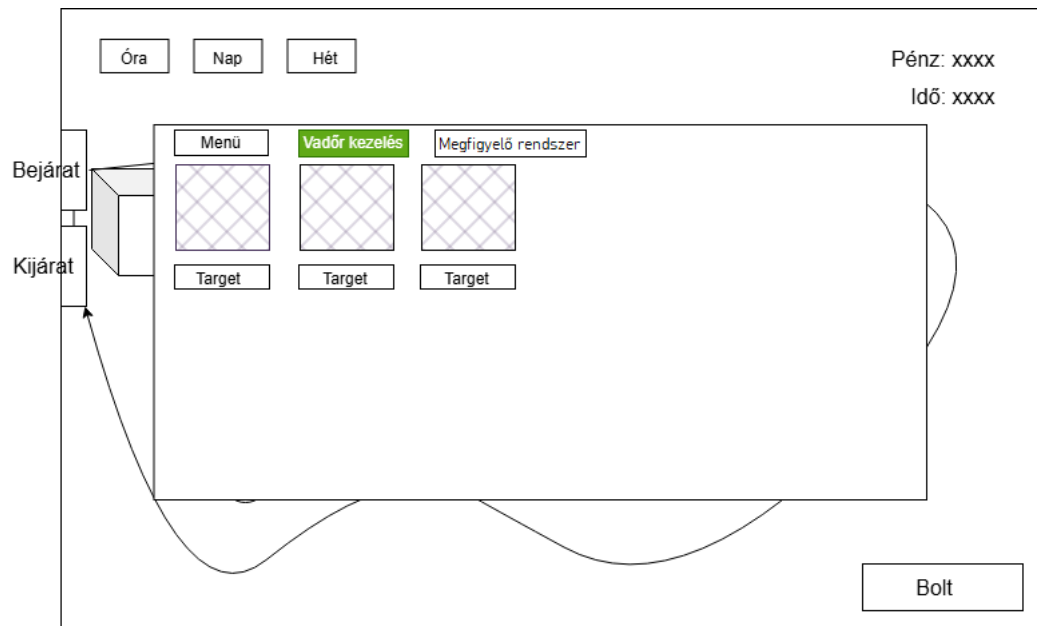 Óra Nap Hét
Pénz: xxxx
Idő: xxxx
Menü Vadőr kezelés Megfigyelő rendszer
Bejárat
Kijárat
Target Target Target
Bolt